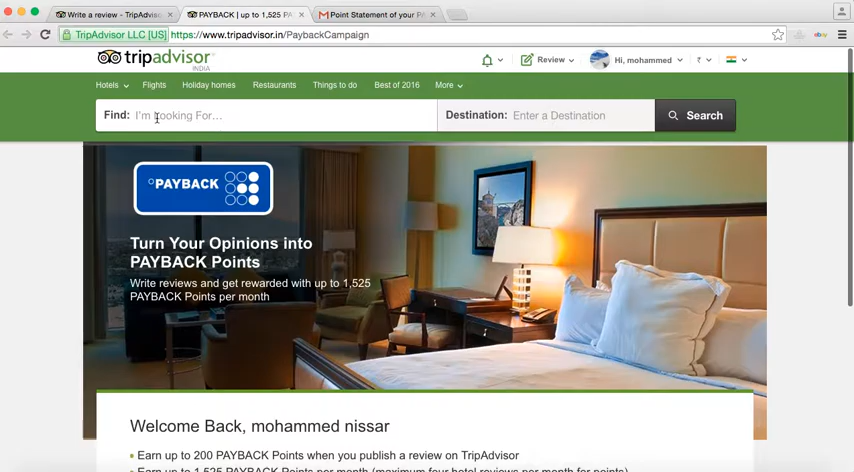 Write a review - TripAdvis
PAYBACK | up to 1,525 P
Point Statement of your PA
TripAdvisor LLC [US]
https://www.tripadvisor.in/PaybackCampaign
ebay
tripadvisor
INDIA
Review
Hi, mohammed
₹
Hotels
Flights
Holiday homes
Restaurants
Things to do
Best of 2016
More
Find: I'm Looking For...
Destination: Enter a Destination
Search
PAYBACK
Turn Your Opinions into
PAYBACK Points
Write reviews and get rewarded with up to 1,525
PAYBACK Points per month
Welcome Back, mohammed nissar
Earn up to 200 PAYBACK Points when you publish a review on TripAdvisor
Earn up to 1,525 PAYBACK Points per month (maximum four hotel reviews per month for points)